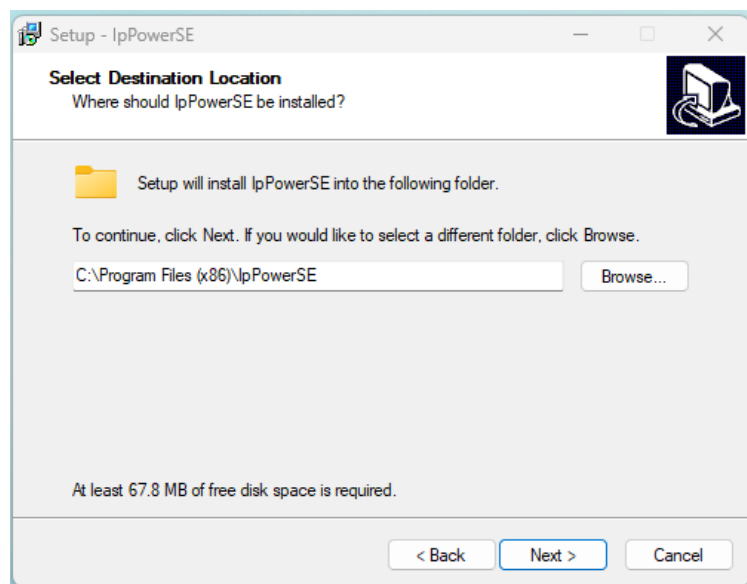 Setup - IpPowerSE
Select Destination Location
Where should IpPowerSE be installed?
Setup will install IpPowerSE into the following folder.
To continue, click Next. If you would like to select a different folder, click Browse.
C:\Program Files (x86)\IpPowerSE
Browse...
At least 67.8 MB of free disk space is required.
< Back
Next >
Cancel